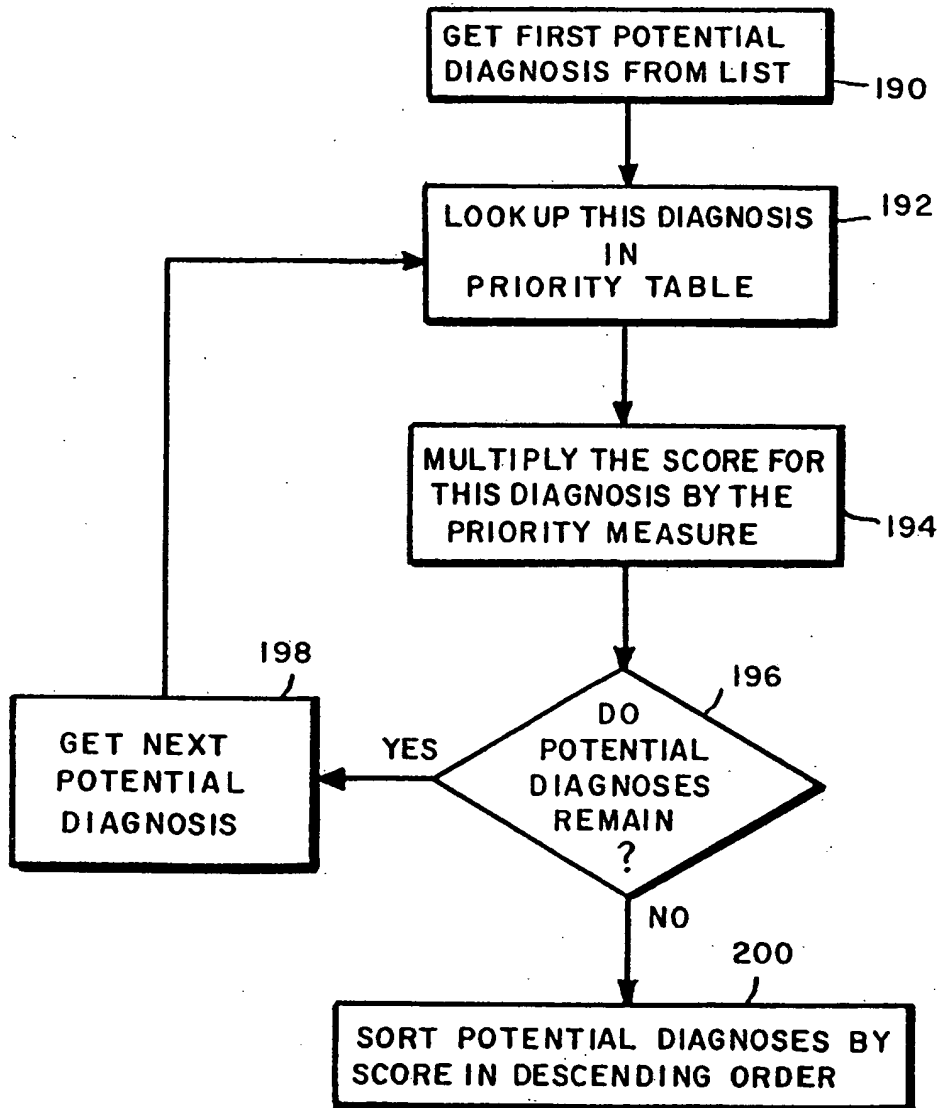 GET FIRST POTENTIAL
DIAGNOSIS FROM LIST
190
LOOKUP THIS DIAGNOSIS
IN
PRIORITY TABLE
192
MULTIPLY THE SCORE FOR
THIS DIAGNOSIS BY THE
PRIORITY MEASURE
194
196
DO
POTENTIAL
DIAGNOSES
REMAIN
?
YES
198
GET NEXT
POTENTIAL
DIAGNOSIS
NO
200
SORT POTENTIAL DIAGNOSES BY
SCORE IN DESCENDING ORDER